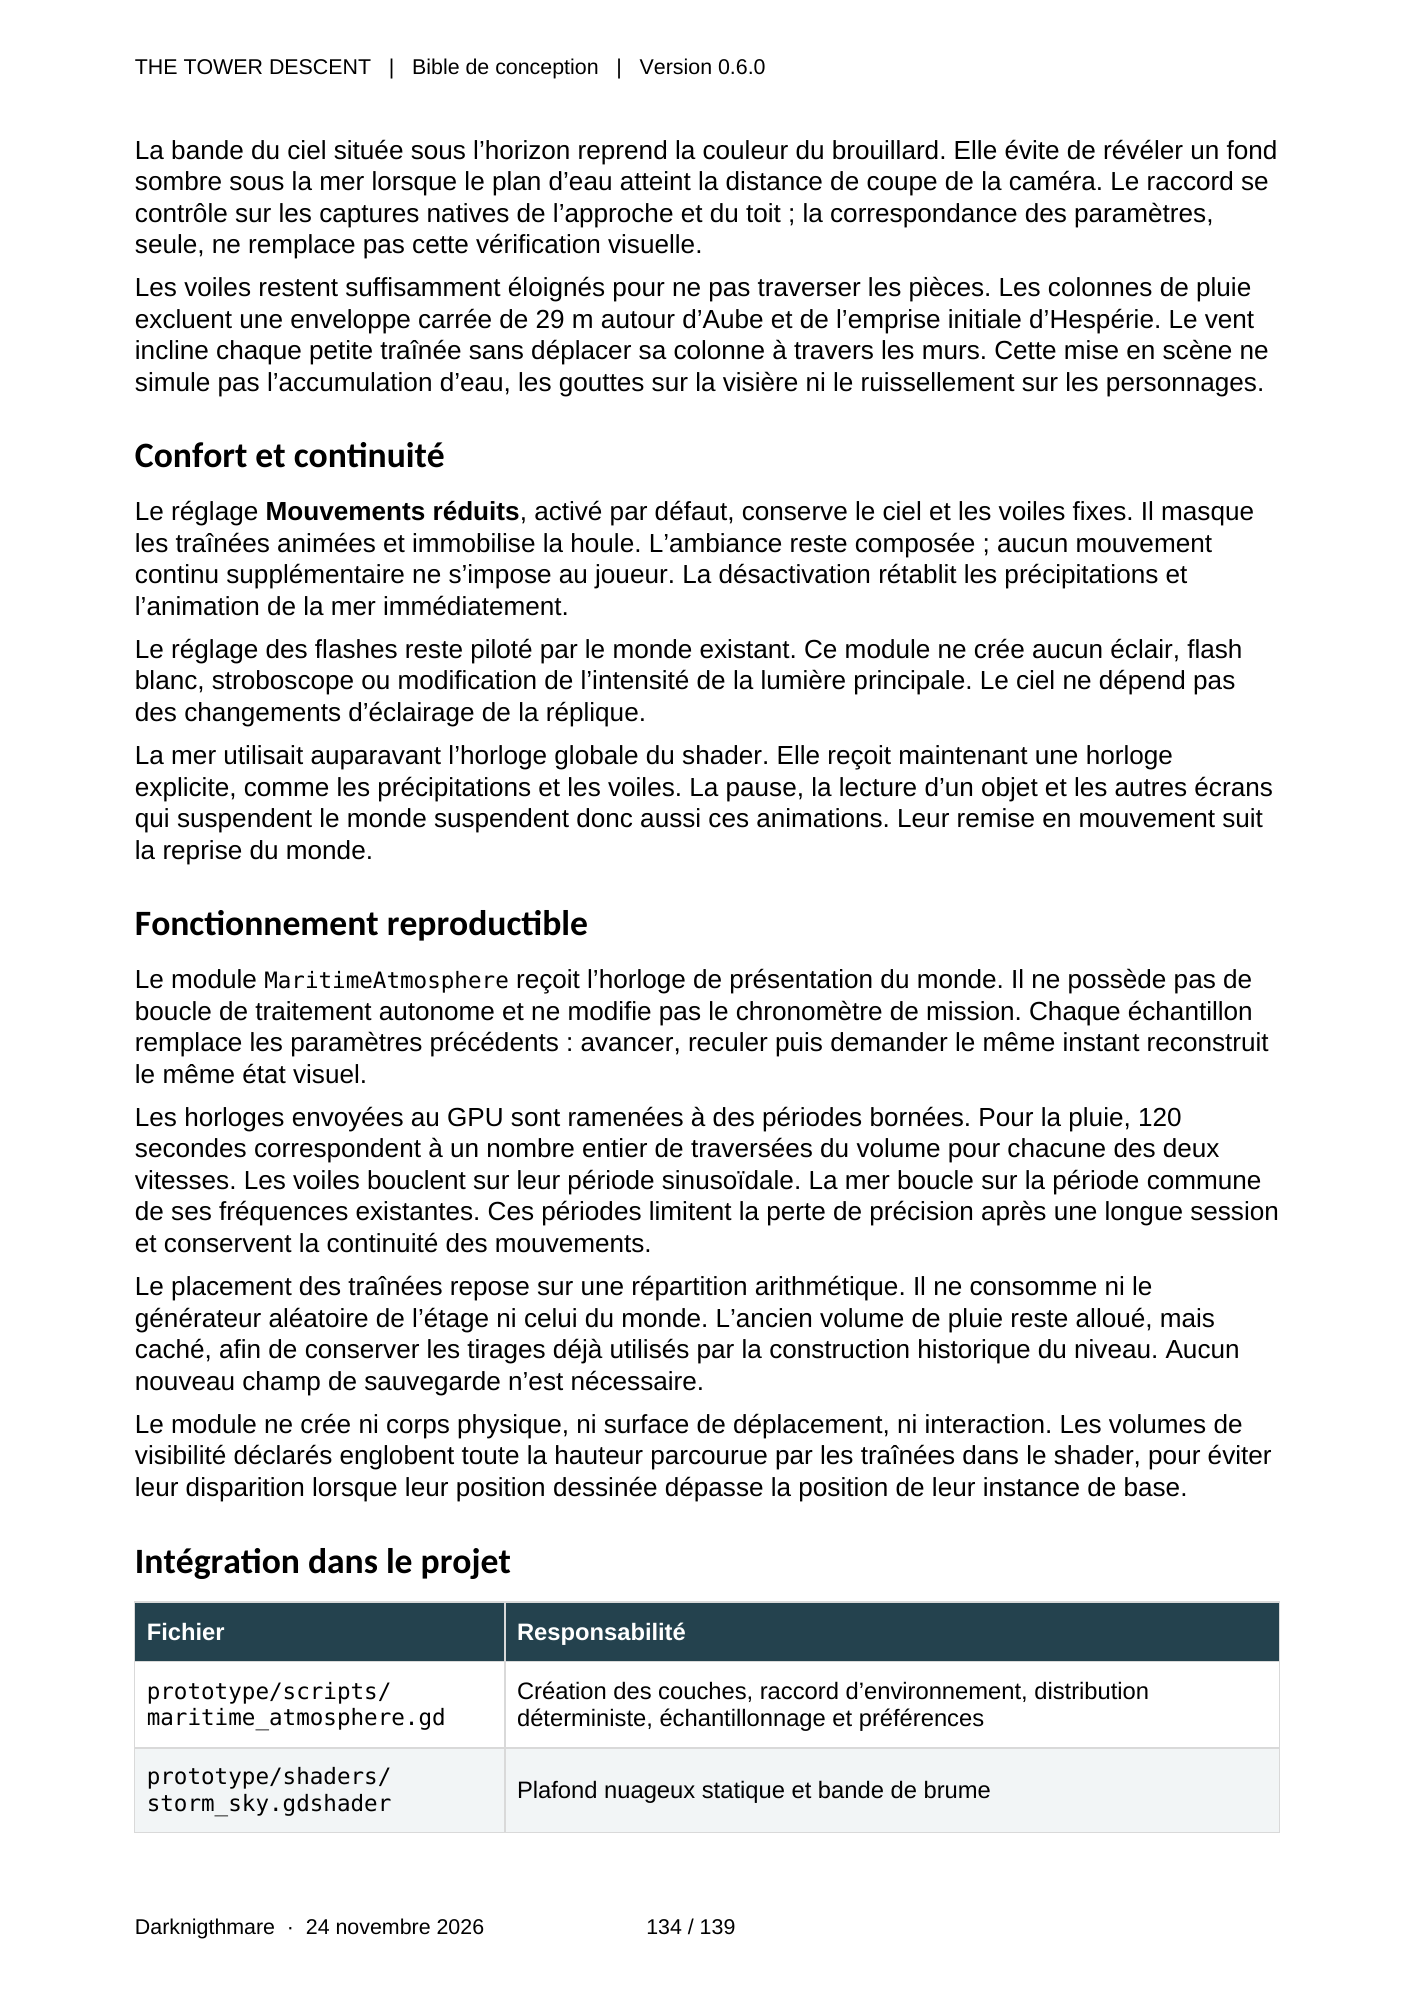 THE TOWER DESCENT | Bible de conception | Version 0.6.0
La bande du ciel située sous l’horizon reprend la couleur du brouillard. Elle évite de révéler un fond
sombre sous la mer lorsque le plan d’eau atteint la distance de coupe de la caméra. Le raccord se
contrôle sur les captures natives de l’approche et du toit ; la correspondance des paramètres,
seule, ne remplace pas cette vérification visuelle.
Les voiles restent suffisamment éloignés pour ne pas traverser les pièces. Les colonnes de pluie
excluent une enveloppe carrée de 29 m autour d’Aube et de l’emprise initiale d’Hespérie. Le vent
incline chaque petite traînée sans déplacer sa colonne à travers les murs. Cette mise en scène ne
simule pas l’accumulation d’eau, les gouttes sur la visière ni le ruissellement sur les personnages.
Confort et continuité
Le réglage Mouvements réduits, activé par défaut, conserve le ciel et les voiles fixes. Il masque
les traînées animées et immobilise la houle. L’ambiance reste composée ; aucun mouvement
continu supplémentaire ne s’impose au joueur. La désactivation rétablit les précipitations et
l’animation de la mer immédiatement.
Le réglage des flashes reste piloté par le monde existant. Ce module ne crée aucun éclair, flash
blanc, stroboscope ou modification de l’intensité de la lumière principale. Le ciel ne dépend pas
des changements d’éclairage de la réplique.
La mer utilisait auparavant l’horloge globale du shader. Elle reçoit maintenant une horloge
explicite, comme les précipitations et les voiles. La pause, la lecture d’un objet et les autres écrans
qui suspendent le monde suspendent donc aussi ces animations. Leur remise en mouvement suit
la reprise du monde.
Fonctionnement reproductible
Le module MaritimeAtmosphere reçoit l’horloge de présentation du monde. Il ne possède pas de
boucle de traitement autonome et ne modifie pas le chronomètre de mission. Chaque échantillon
remplace les paramètres précédents : avancer, reculer puis demander le même instant reconstruit
le même état visuel.
Les horloges envoyées au GPU sont ramenées à des périodes bornées. Pour la pluie, 120
secondes correspondent à un nombre entier de traversées du volume pour chacune des deux
vitesses. Les voiles bouclent sur leur période sinusoïdale. La mer boucle sur la période commune
de ses fréquences existantes. Ces périodes limitent la perte de précision après une longue session
et conservent la continuité des mouvements.
Le placement des traînées repose sur une répartition arithmétique. Il ne consomme ni le
générateur aléatoire de l’étage ni celui du monde. L’ancien volume de pluie reste alloué, mais
caché, afin de conserver les tirages déjà utilisés par la construction historique du niveau. Aucun
nouveau champ de sauvegarde n’est nécessaire.
Le module ne crée ni corps physique, ni surface de déplacement, ni interaction. Les volumes de
visibilité déclarés englobent toute la hauteur parcourue par les traînées dans le shader, pour éviter
leur disparition lorsque leur position dessinée dépasse la position de leur instance de base.
Intégration dans le projet
Fichier
Responsabilité
prototype/scripts/
maritime_atmosphere.gd
Création des couches, raccord d’environnement, distribution
déterministe, échantillonnage et préférences
prototype/shaders/
storm_sky.gdshader
Plafond nuageux statique et bande de brume
Darknigthmare · 24 novembre 2026
134 / 139